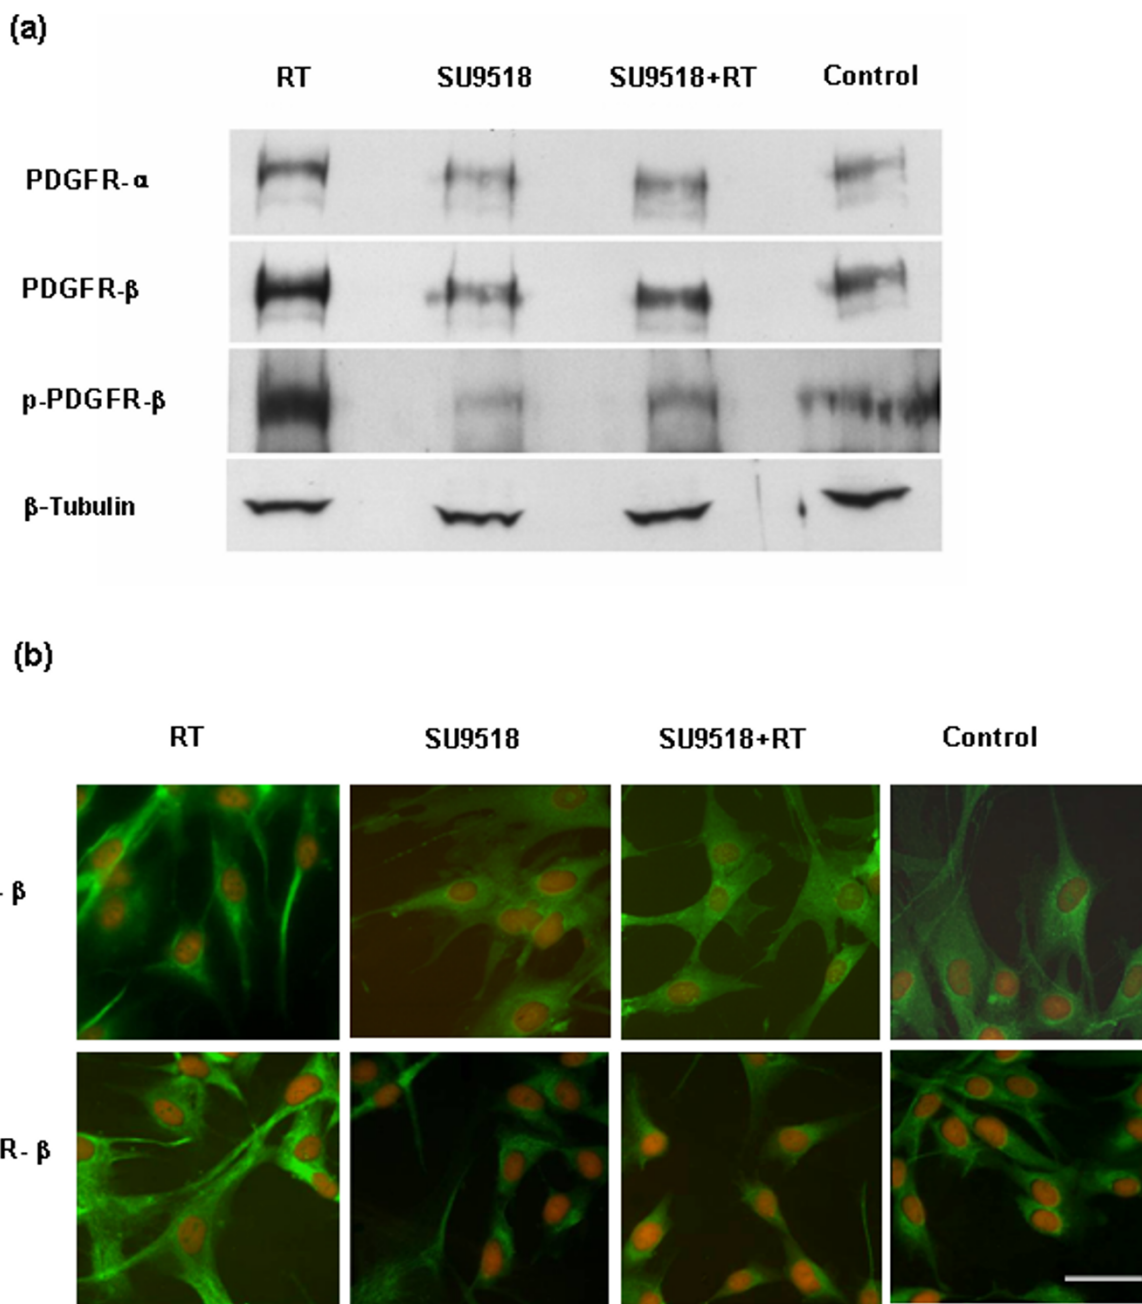 (a)
RT SU9518 SU9518+RT Control
PDGFR-α
PDGFR-β
p-PDGFR-β
β-Tubulin
(b)
RT SU9518 SU9518+RT Control
- β
R- β